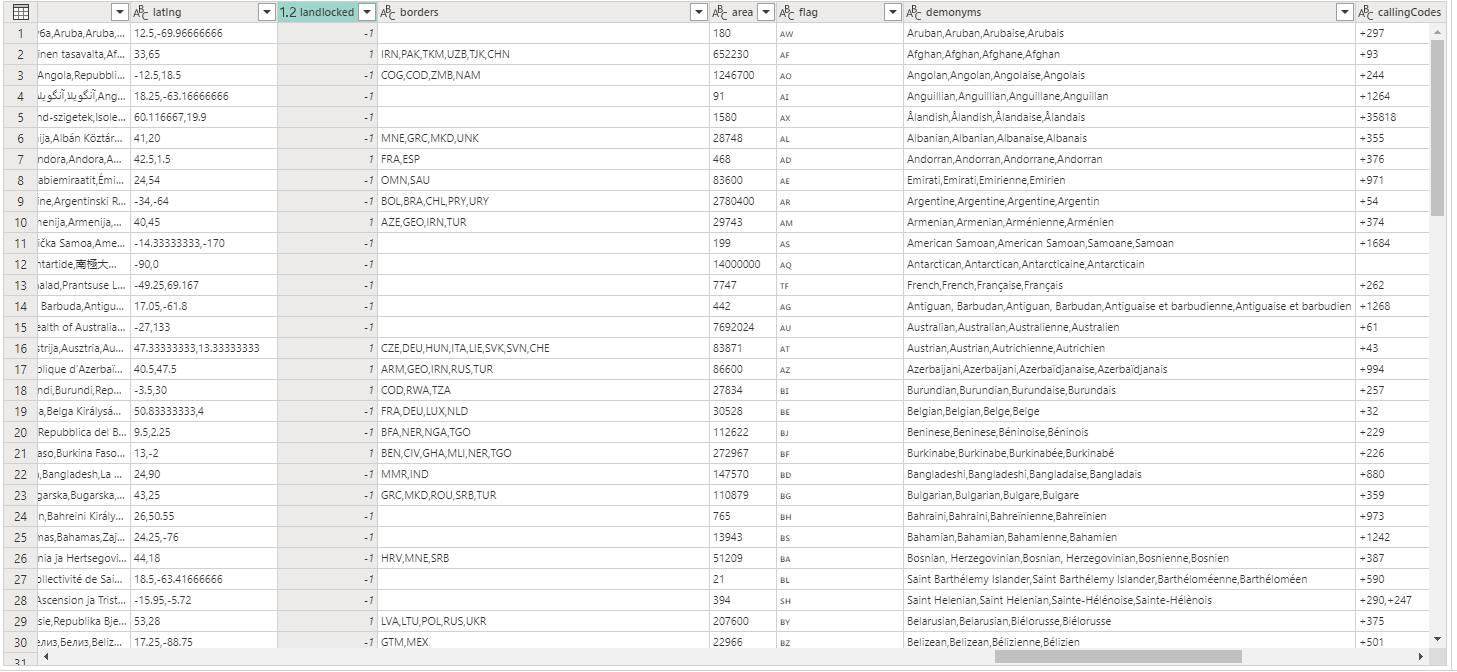 latlng 1.2 landlocked borders area flag demonyms callingCodes
1 уба,Aruba,Aruba,... 12.5,-69.96666666 -1 180 AW Aruban,Aruban,Arubaise,Arubais +297
2 inen tasavalta,Af... 33,65 1 IRN,PAK,TKM,UZB,TJK,CHN 652230 AF Afghan,Afghan,Afghane,Afghan +93
3 Angola,Republi... -12.5,18.5 -1 COG,COD,ZMB,NAM 1246700 AO Angolan,Angolan,Angolaise,Angolais +244
4 آنگویلا,آنگویلا,Ang... 18.25,-63.16666666 -1 91 AI Anguillian,Anguillian,Anguillane,Anguillan +1264
5 nd-szigetek,Isole... 60.116667,19.9 -1 1580 AX Ålandish,Ålandish,Ålandaise,Ålandais +35818
6 ija,Albán Köztár... 41,20 -1 MNE,GRC,MKD,UNK 28748 AL Albanian,Albanian,Albanaise,Albanais +355
7 ndorra,Andorra,A... 42.5,1.5 1 FRA,ESP 468 AD Andorran,Andorran,Andorrane,Andorran +376
8 abiemiraatit,Émi... 24,54 -1 OMN,SAU 83600 AE Emirati,Emirati,Emirienne,Emirien +971
9 ine,Argentinski R... -34,-64 -1 BOL,BRA,CHL,PRY,URY 2780400 AR Argentine,Argentine,Argentine,Argentin +54
10 nenija,Armenija,... 40,45 1 AZE,GEO,IRN,TUR 29743 AM Armenian,Armenian,Arménienne,Arménien +374
11 ička Samoa,Ame... -14.33333333,-170 -1 199 AS American Samoan,American Samoan,Samoane,Samoan +1684
12 ntartide,南極大... -90,0 -1 14000000 AQ Antarctican,Antarctican,Antarcticaine,Antarcticain
13 alad,Prantsuse L... -49.25,69.167 -1 7747 TF French,French,Française,Français +262
14 Barbuda,Antigu... 17.05,-61.8 -1 442 AG Antiguan, Barbudan,Antiguan, Barbudan,Antiguaise et barbudienne,Antiguaise et barbudien +1268
15 ealth of Australia... -27,133 -1 7692024 AU Australian,Australian,Australienne,Australien +61
16 strija,Ausztria,Au... 47.33333333,13.33333333 1 CZE,DEU,HUN,ITA,LIE,SVK,SVN,CHE 83871 AT Austrian,Austrian,Autrichienne,Autrichien +43
17 blique d'Azerbaï... 40.5,47.5 1 ARM,GEO,IRN,RUS,TUR 86600 AZ Azerbaijani,Azerbaijani,Azerbaïdjanaise,Azerbaïdjanais +994
18 ndi,Burundi,Rep... -3.5,30 1 COD,RWA,TZA 27834 BI Burundian,Burundian,Burundaise,Burundais +257
19 a,Belga Királysá... 50.83333333,4 -1 FRA,DEU,LUX,NLD 30528 BE Belgian,Belgian,Belge,Belge +32
20 Repubblica del B... 9.5,2.25 -1 BFA,NER,NGA,TGO 112622 BJ Beninese,Beninese,Béninoise,Béninois +229
21 aso,Burkina Faso... 13,-2 1 BEN,CIV,GHA,MLI,NER,TGO 272967 BF Burkinabe,Burkinabe,Burkinabée,Burkinabé +226
22 ,Bangladesh,La ... 24,90 -1 MMR,IND 147570 BD Bangladeshi,Bangladeshi,Bangladaise,Bangladais +880
23 garska,Bugarska,... 43,25 -1 GRC,MKD,ROU,SRB,TUR 110879 BG Bulgarian,Bulgarian,Bulgare,Bulgare +359
24 n,Bahreini Király... 26,50.55 -1 765 BH Bahraini,Bahraini,Bahreïnienne,Bahreïnien +973
25 mas,Bahamas,Zaj... 24.25,-76 -1 13943 BS Bahamian,Bahamian,Bahamienne,Bahamien +1242
26 nia ja Hertsegovi... 44,18 -1 HRV,MNE,SRB 51209 BA Bosnian, Herzegovinian,Bosnian, Herzegovinian,Bosnienne,Bosnien +387
27 ollectivité de Sai... 18.5,-63.41666666 -1 21 BL Saint Barthélemy Islander,Saint Barthélemy Islander,Barthéloméenne,Barthéloméen +590
28 Ascension ja Trist... -15.95,-5.72 -1 394 SH Saint Helenian,Saint Helenian,Sainte-Hélénoise,Sainte-Hélènois +290,+247
29 sie,Republika Bje... 53,28 1 LVA,LTU,POL,RUS,UKR 207600 BY Belarusian,Belarusian,Biélorusse,Biélorusse +375
30 елиз,Белиз,Beliz... 17.25,-88.75 -1 GTM,MEX 22966 BZ Belizean,Belizean,Bélizienne,Bélizien +501
31